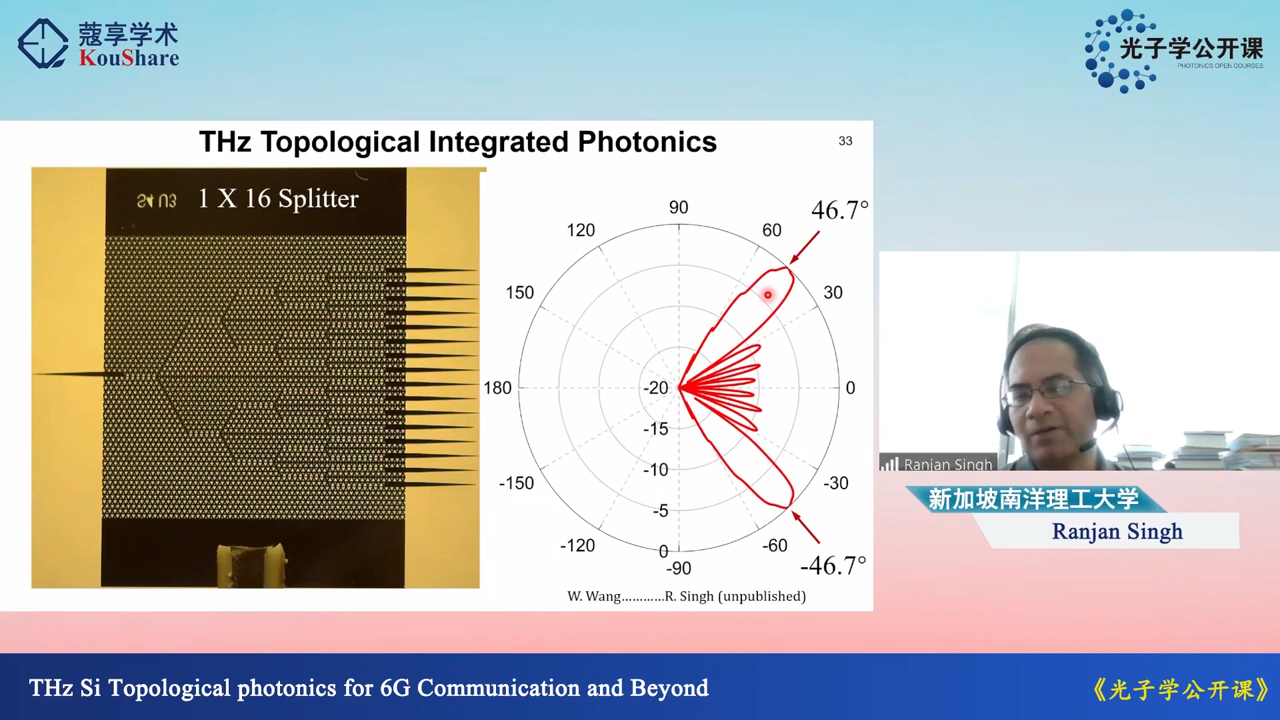 蔻享学术
KouShare
光子学公开课
PHOTONICS OPEN COURSES
THz Topological Integrated Photonics
33
S4 U3
1 X 16 Splitter
46.7°
90
120
60
150
30
180
-20
0
-15
-10
-150
-30
-5
-120
0
-60
-90
-46.7°
W. Wang…………R. Singh (unpublished)
Ranjan Singh
新加坡南洋理工大学
Ranjan Singh
THz Si Topological photonics for 6G Communication and Beyond
《光子学公开课》